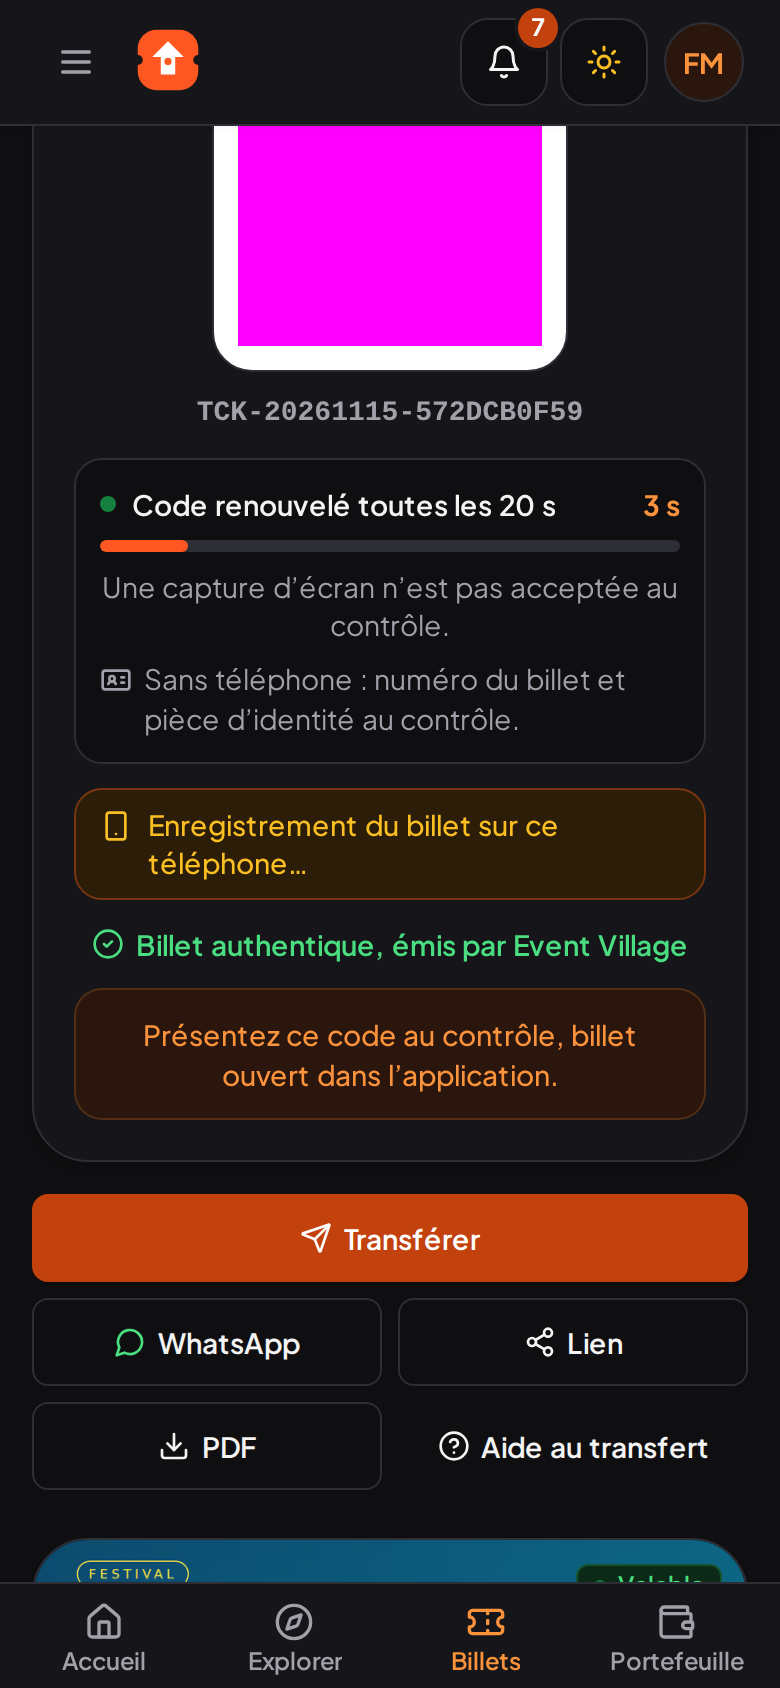 7
FM
TCK-20261115-572DCB0F59
Code renouvelé toutes les 20 s
3 s
Une capture d’écran n’est pas acceptée au
contrôle.
Sans téléphone : numéro du billet et
pièce d’identité au contrôle.
Enregistrement du billet sur ce
téléphone…
Billet authentique, émis par Event Village
Présentez ce code au contrôle, billet
ouvert dans l’application.
Transférer
WhatsApp
Lien
PDF
Aide au transfert
FESTIVAL
Accueil
Explorer
Billets
Portefeuille